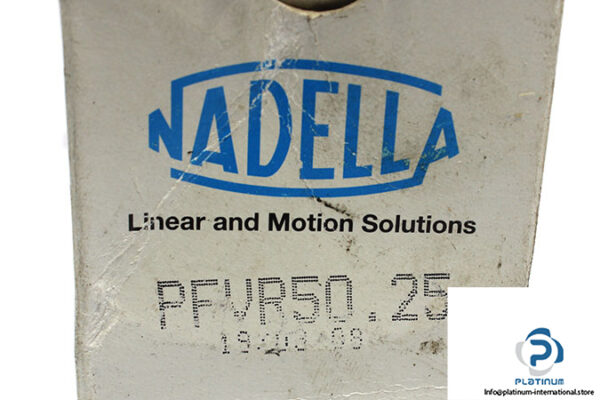 NADELLA
Linear and Motion Solutions
PFVR50.25
PLATINUM
Info@platinum-international.store